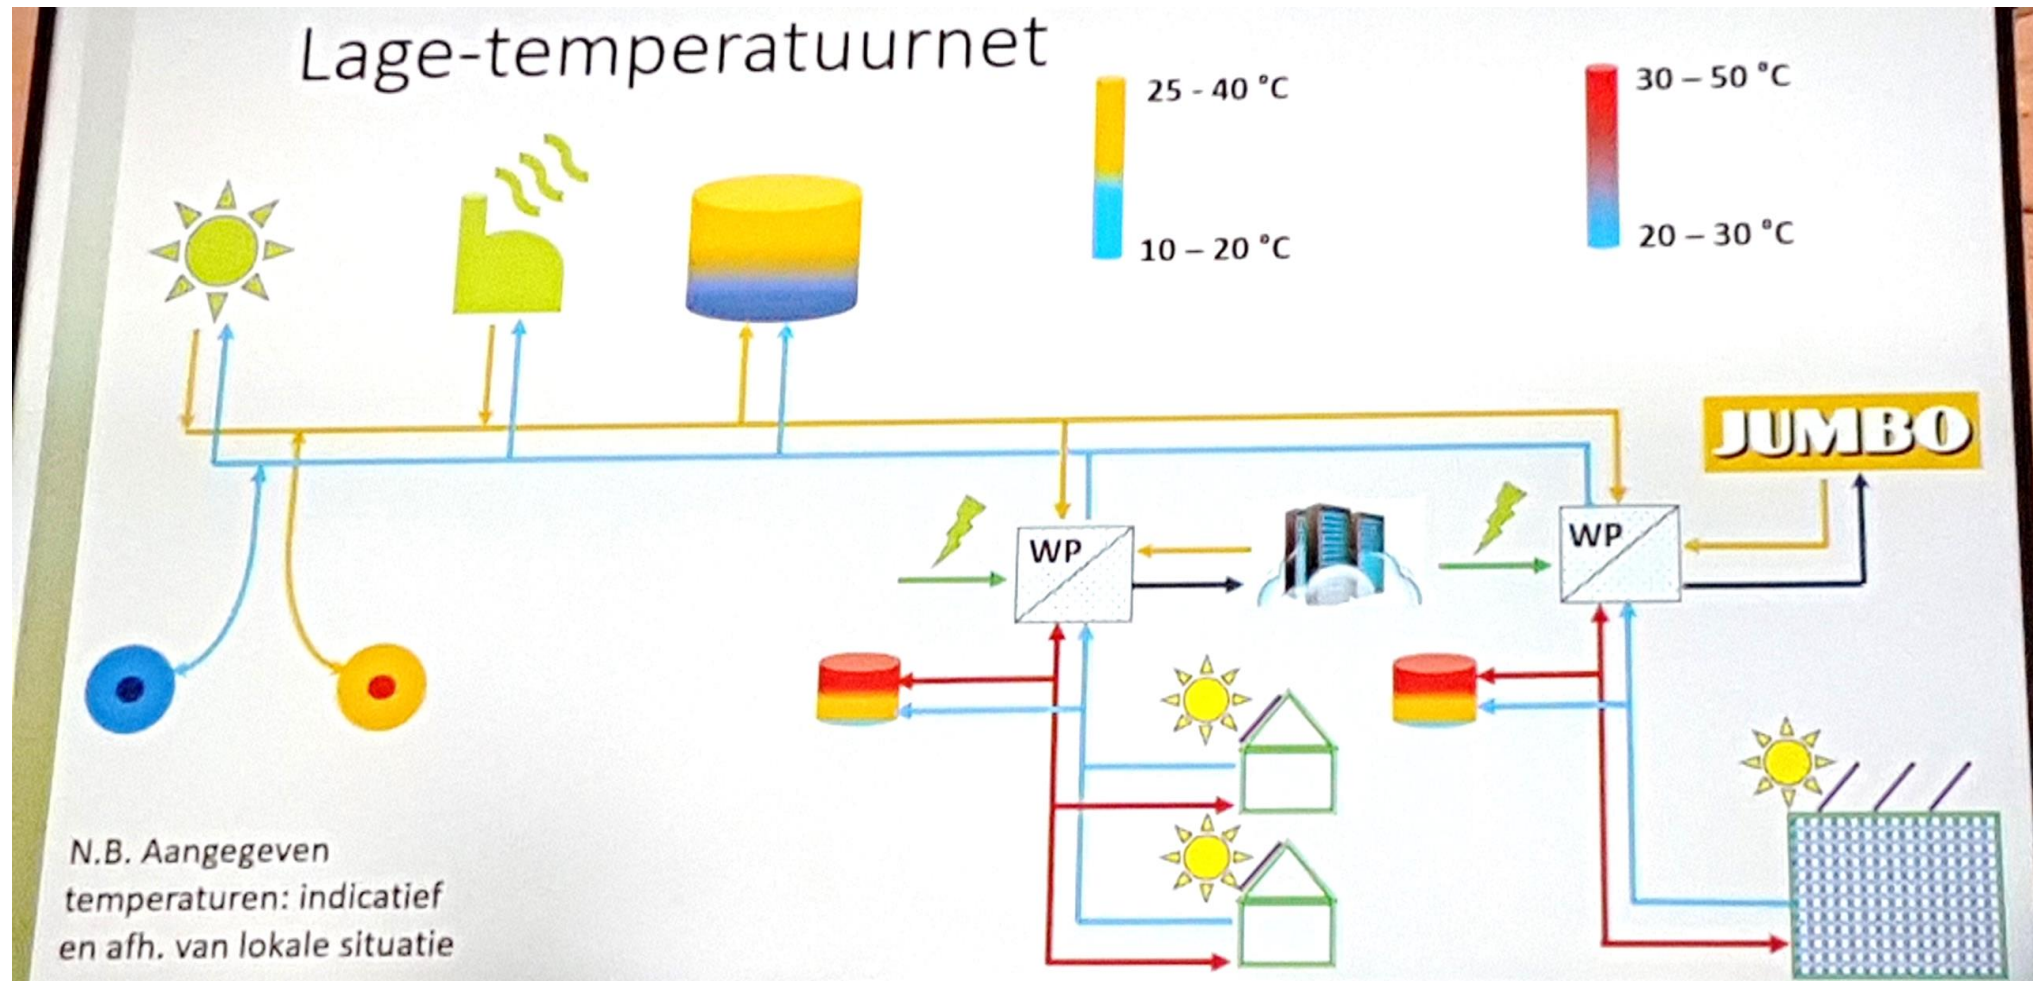 Lage-temperatuurnet
25 - 40 °C
10 – 20 °C
30 – 50 °C
20 – 30 °C
JUMBO
WP
WP
N.B. Aangegeven
temperaturen: indicatief
en afh. van lokale situatie